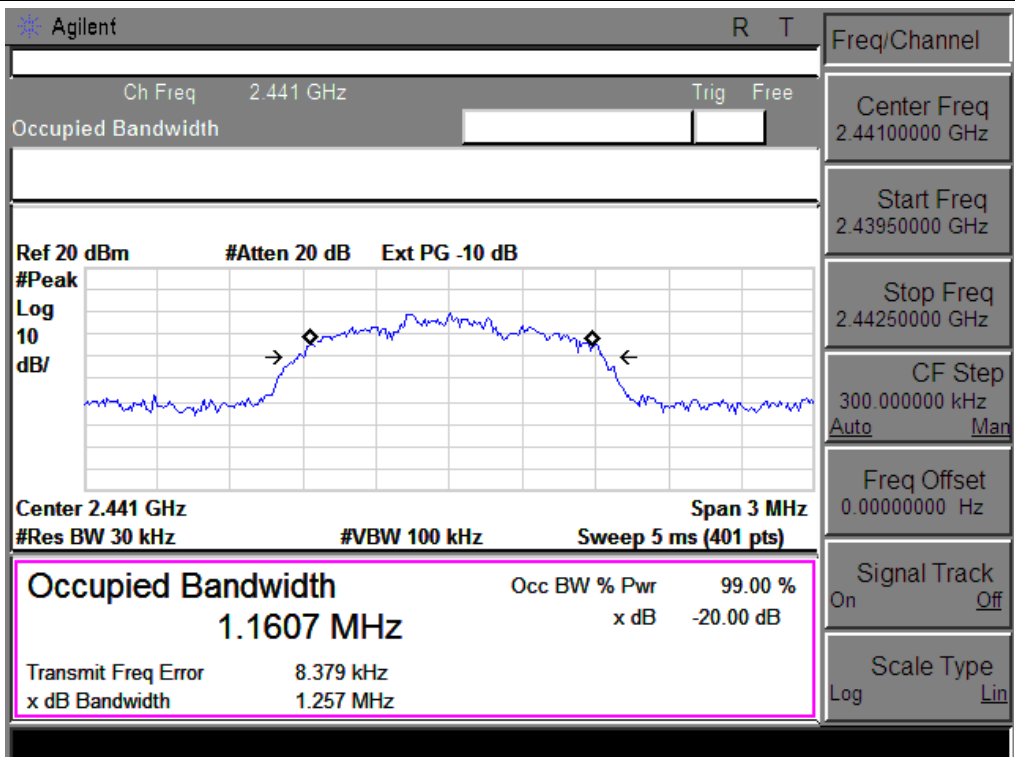 Agilent R T
Ch Freq 2.441 GHz Trig Free
Occupied Bandwidth
Ref 20 dBm #Atten 20 dB Ext PG -10 dB
#Peak
Log
10
dB/
Center 2.441 GHz Span 3 MHz
#Res BW 30 kHz #VBW 100 kHz Sweep 5 ms (401 pts)
Occupied Bandwidth Occ BW % Pwr 99.00 %
1.1607 MHz x dB -20.00 dB
Transmit Freq Error 8.379 kHz
x dB Bandwidth 1.257 MHz
Freq/Channel
Center Freq
2.44100000 GHz
Start Freq
2.43950000 GHz
Stop Freq
2.44250000 GHz
CF Step
300.000000 kHz
Auto Man
Freq Offset
0.00000000 Hz
Signal Track
On Off
Scale Type
Log Lin